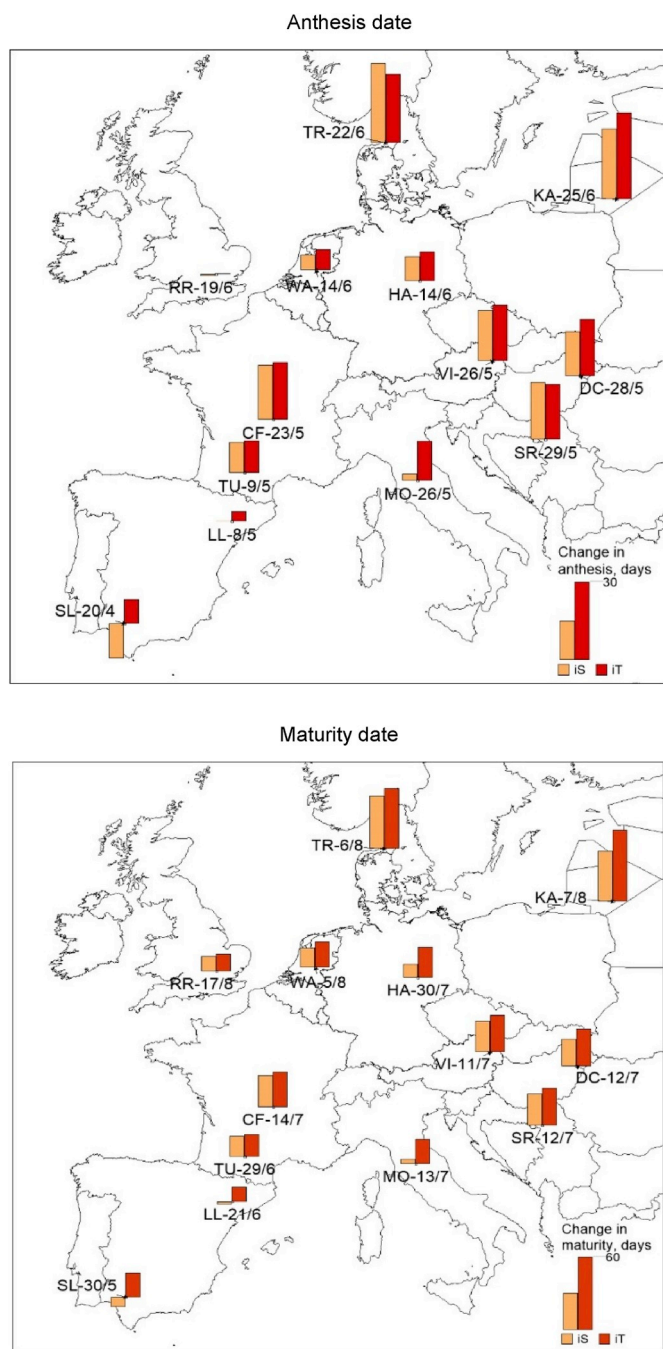 Anthesis date
TR-22/6
KA-25/6
RR-19/6
WA-14/6
HA-14/6
VI-26/5
DC-28/5
CF-23/5
SR-29/5
TU-9/5
MO-26/5
LL-8/5
SL-20/4
Change in
anthesis, days
30
iS iT
Maturity date
TR-6/8
KA-7/8
RR-17/8
WA-5/8
HA-30/7
VI-11/7
DC-12/7
CF-14/7
SR-12/7
TU-29/6
MO-13/7
LL-21/6
SL-30/5
Change in
maturity, days
60
iS iT